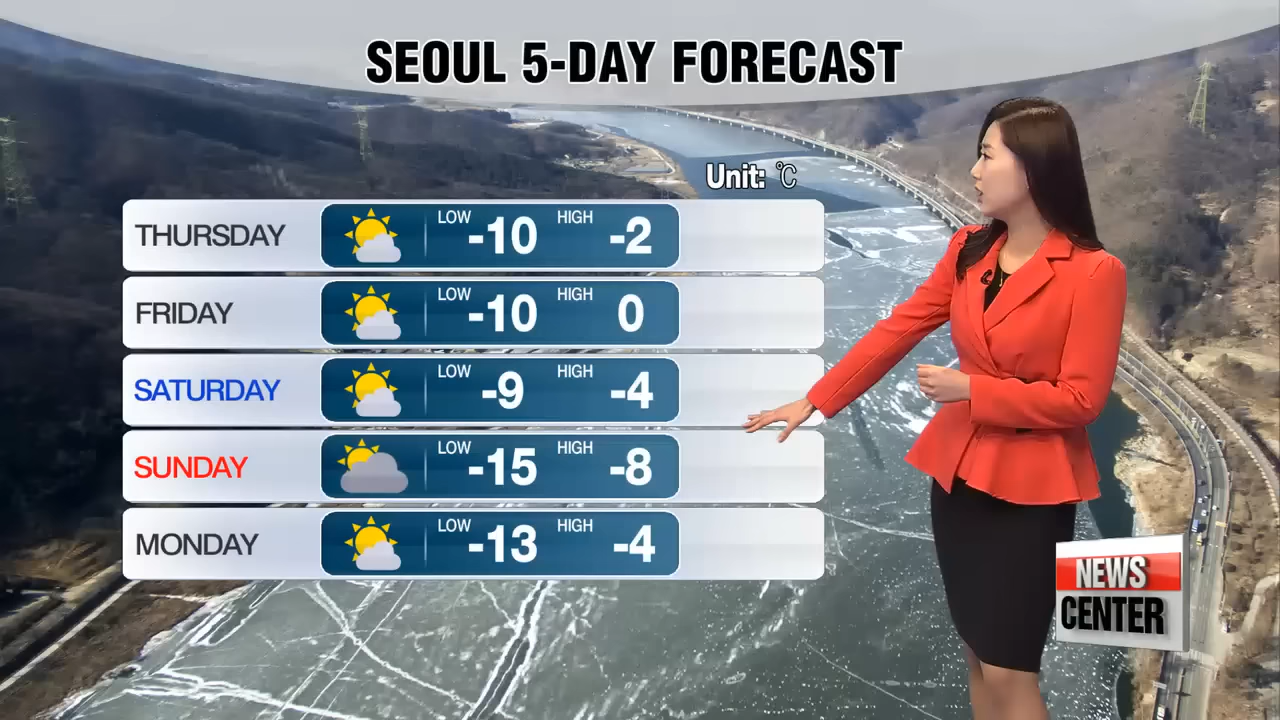 SEOUL 5-DAY FORECAST
Unit: ℃
THURSDAY LOW -10 HIGH -2
FRIDAY LOW -10 HIGH 0
SATURDAY LOW -9 HIGH -4
SUNDAY LOW -15 HIGH -8
MONDAY LOW -13 HIGH -4
NEWS
CENTER